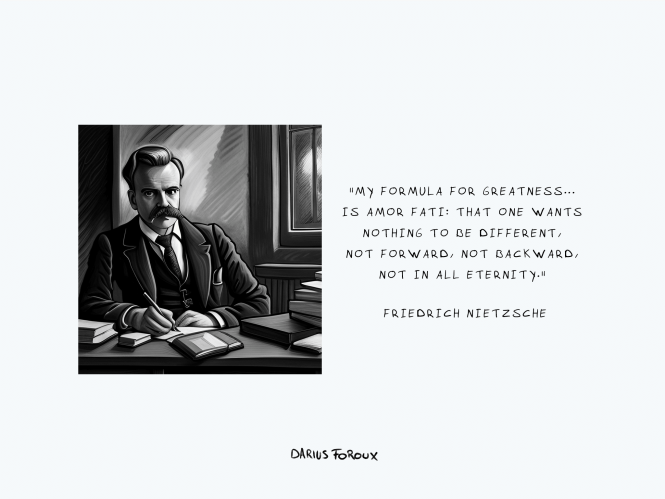 "MY FORMULA FOR GREATNESS...
IS AMOR FATI: THAT ONE WANTS
NOTHING TO BE DIFFERENT,
NOT FORWARD, NOT BACKWARD,
NOT IN ALL ETERNITY."
FRIEDRICH NIETZSCHE
DARIUS FOROUX